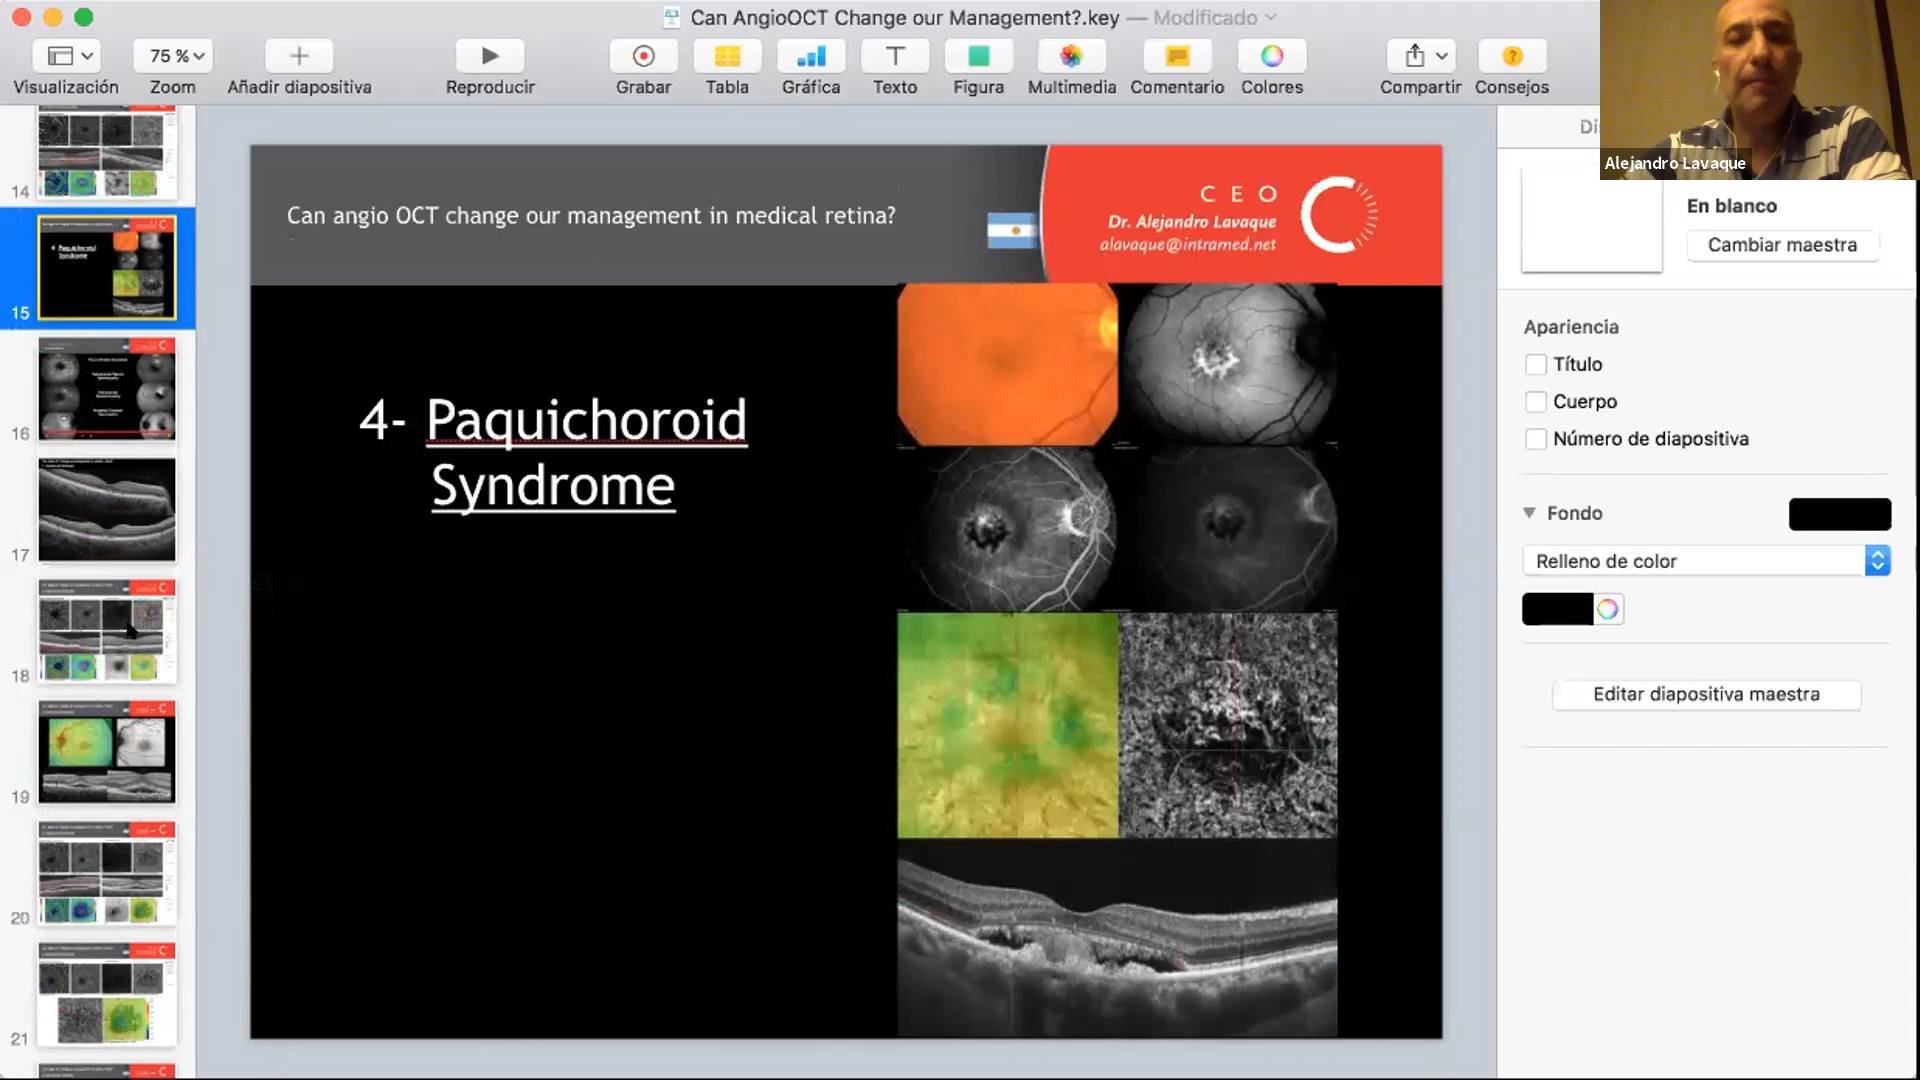 Can AngioOCT Change our Management?.key — Modificado
75 %
Visualización
Zoom
Añadir diapositiva
Reproducir
Grabar
Tabla
Gráfica
Texto
Figura
Multimedia
Comentario
Colores
Compartir
Consejos
Alejandro Lavaque
14
15
16
17
18
19
20
21
Can angio OCT change our management in medical retina?
CEO
Dr. Alejandro Lavaque
alavaque@intramed.net
4- Paquichoroid
Syndrome
En blanco
Cambiar maestra
Apariencia
Título
Cuerpo
Número de diapositiva
Fondo
Relleno de color
Editar diapositiva maestra